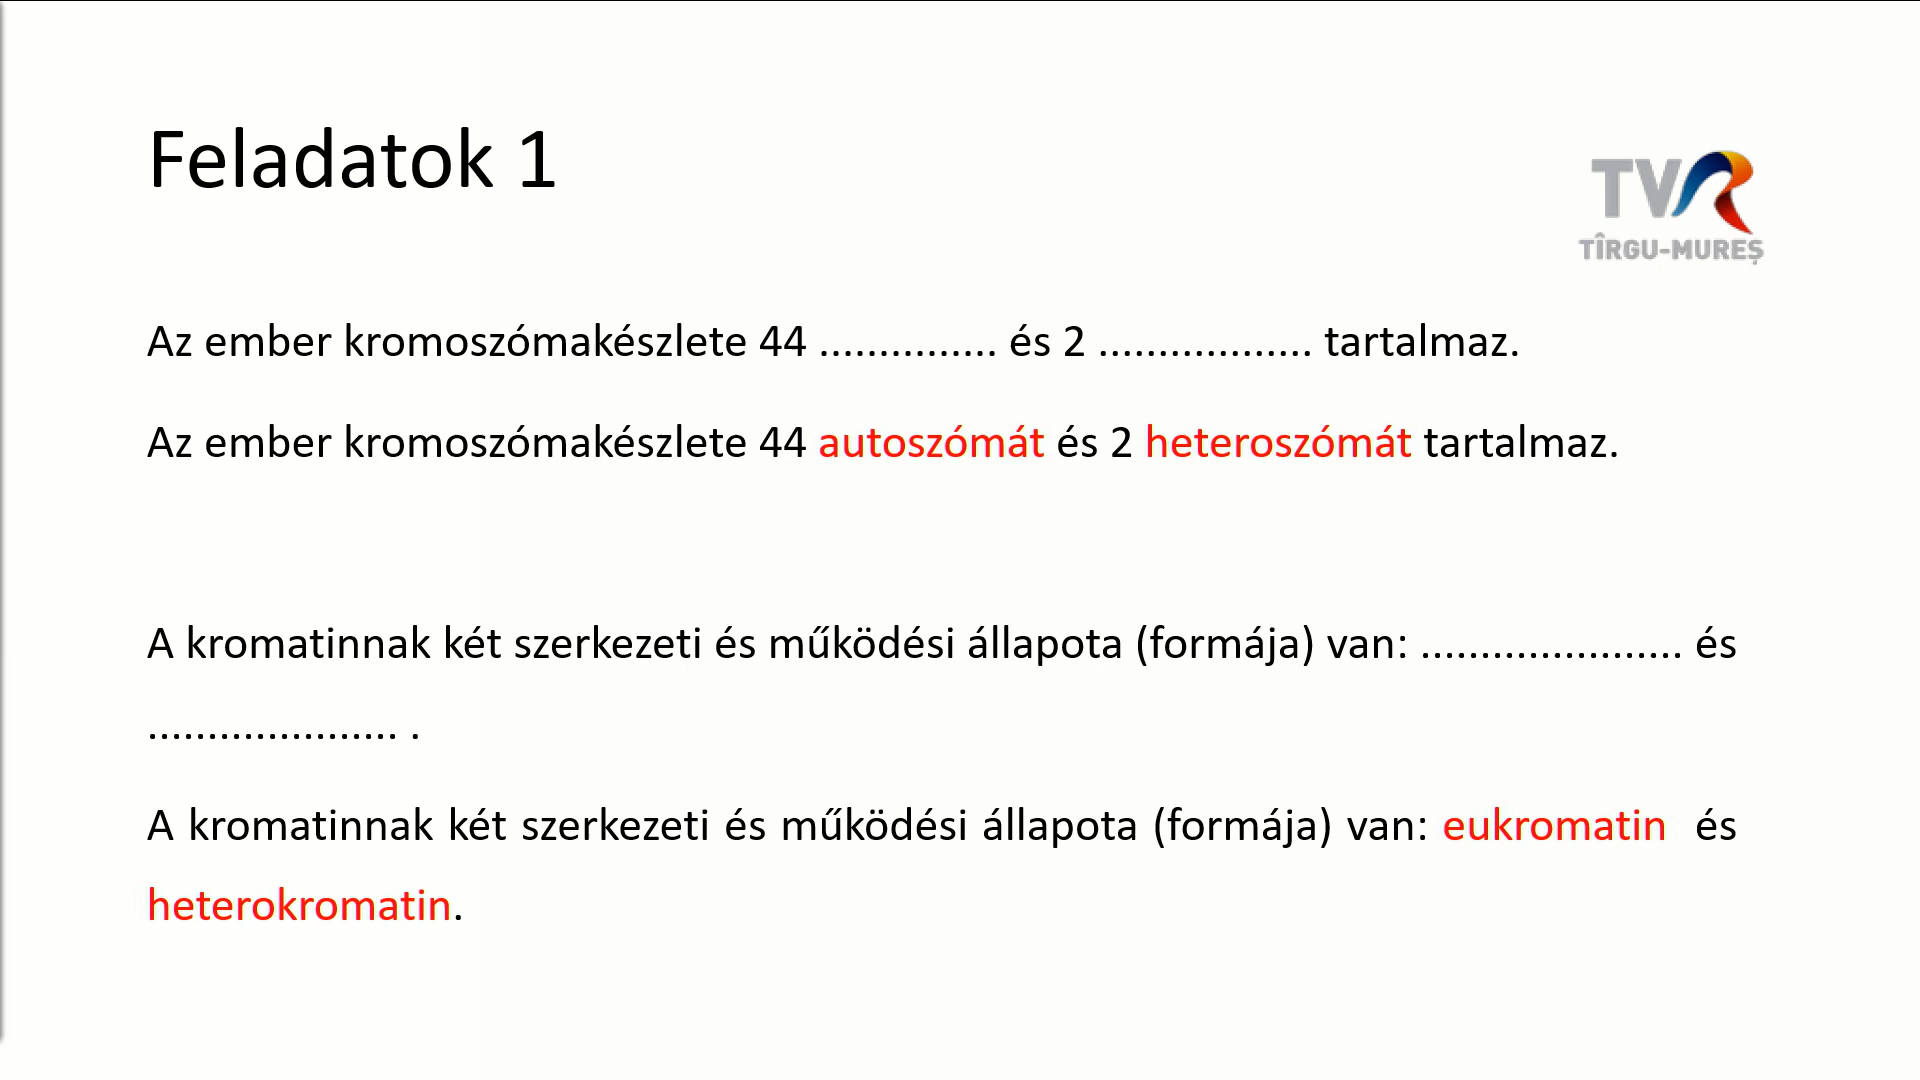 Feladatok 1
TVR
TÎRGU-MUREȘ
Az ember kromoszómakészlete 44 ............... és 2 .................. tartalmaz.
Az ember kromoszómakészlete 44 autoszómát és 2 heteroszómát tartalmaz.
A kromatinnak két szerkezeti és működési állapota (formája) van: ...................... és
..................... .
A kromatinnak két szerkezeti és működési állapota (formája) van: eukromatin és
heterokromatin.